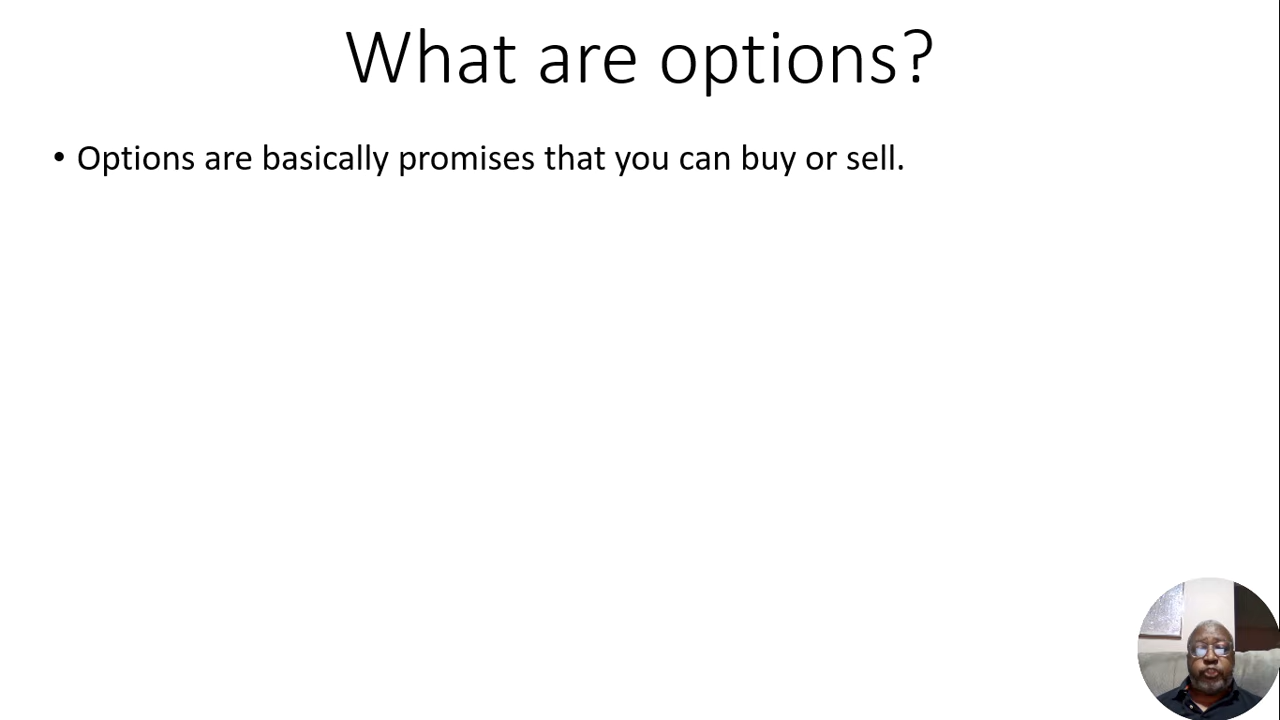 What are options?
• Options are basically promises that you can buy or sell.